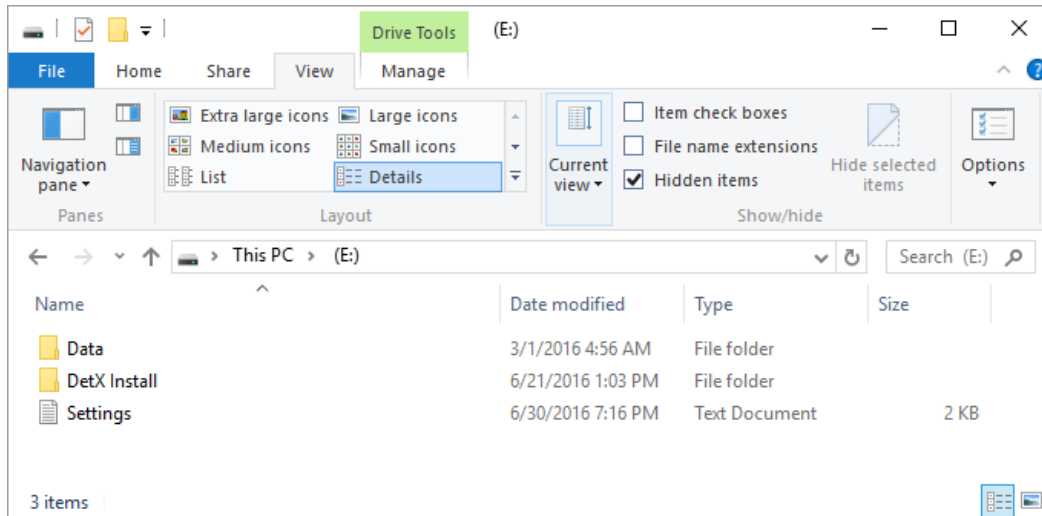 Drive Tools (E:)
File Home Share View Manage ?
Extra large icons Large icons Item check boxes
Medium icons Small icons File name extensions
Navigation pane List Details Current view Hidden items Hide selected items Options
Panes Layout Show/hide
This PC (E:) Search (E:)
Name Date modified Type Size
Data 3/1/2016 4:56 AM File folder
DetX Install 6/21/2016 1:03 PM File folder
Settings 6/30/2016 7:16 PM Text Document 2 KB
3 items